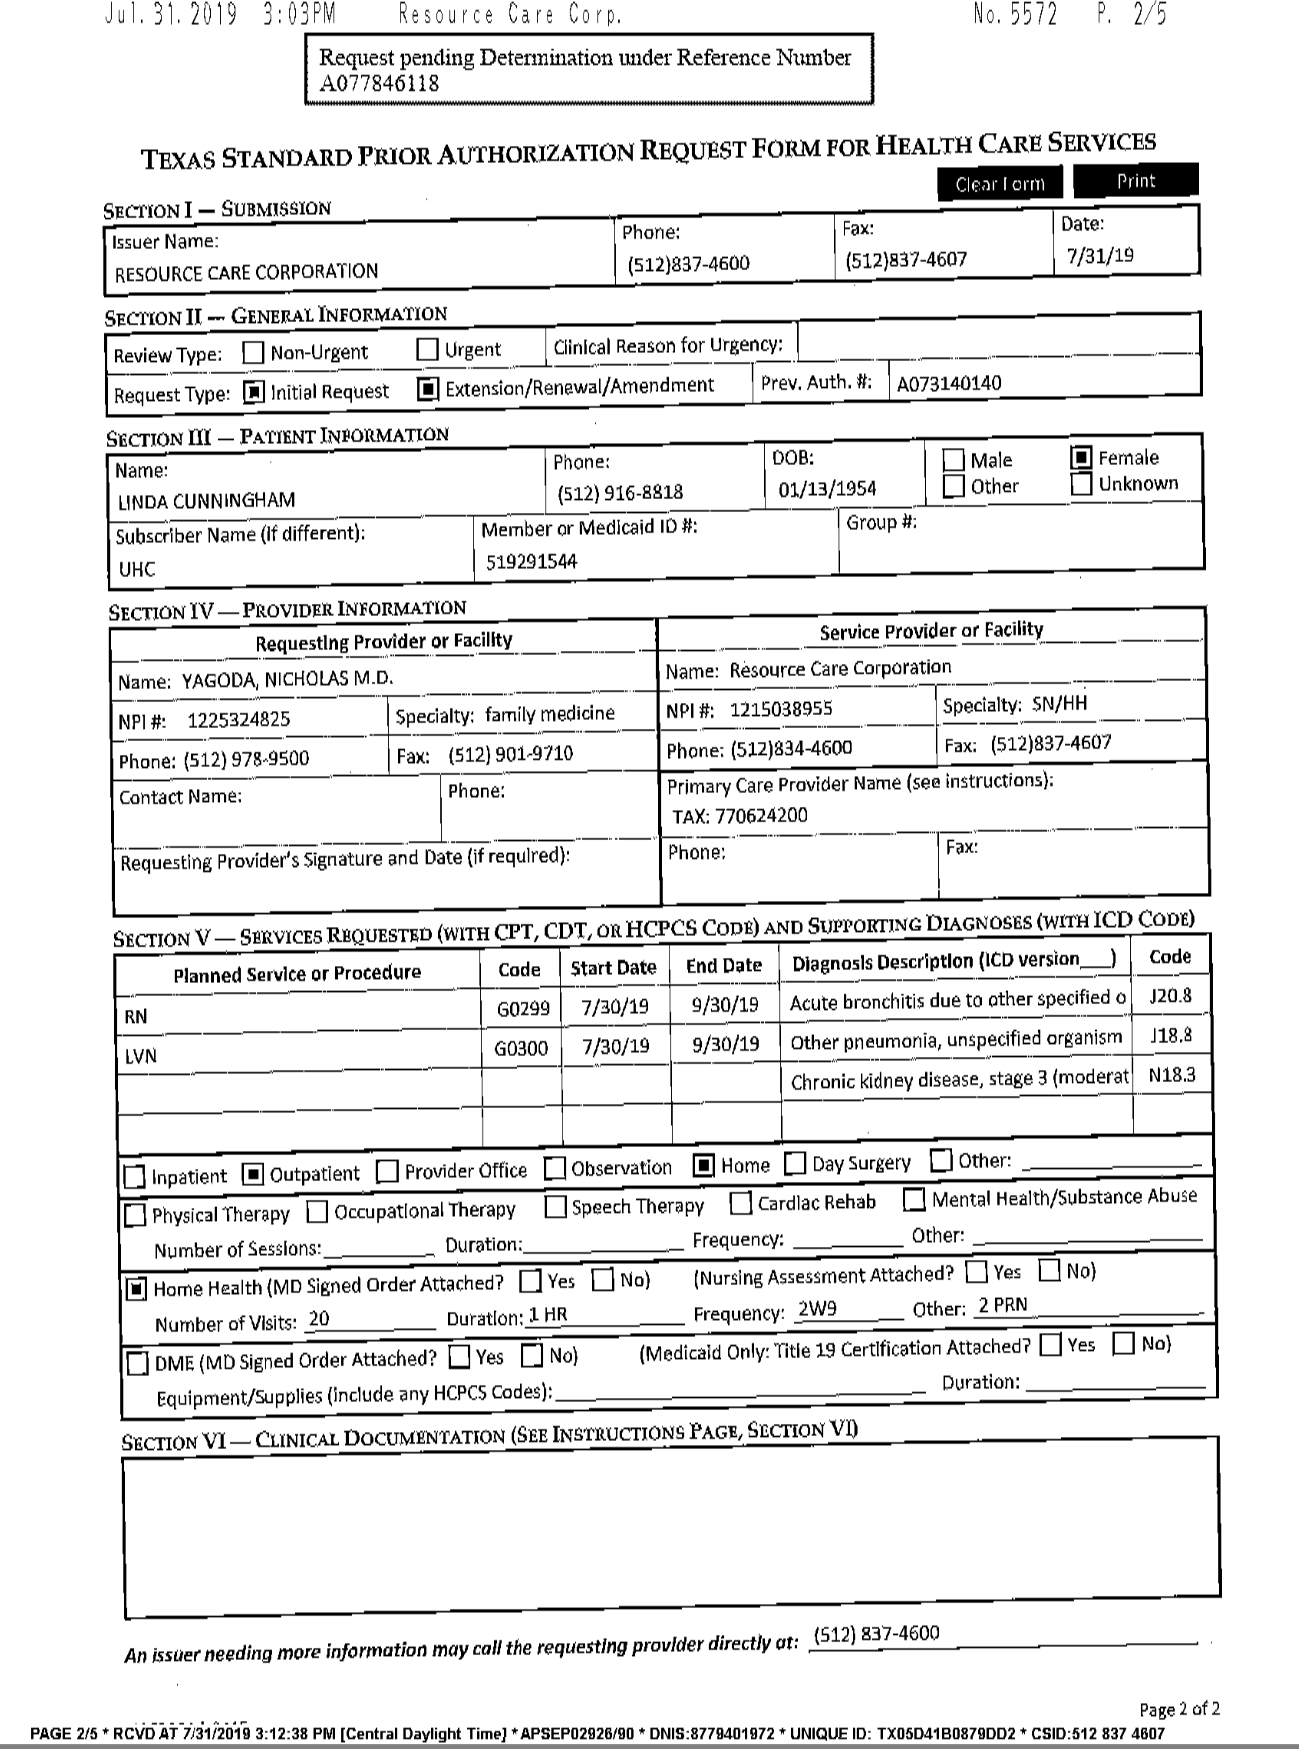 Jul. 31. 2019 3:03PM Resource Care Corp. No. 5572 P. 2/5
Request pending Determination under Reference Number
A077846118
TEXAS STANDARD PRIOR AUTHORIZATION REQUEST FORM FOR HEALTH CARE SERVICES
Clear Form Print
SECTION I — SUBMISSION
Issuer Name: Phone: Fax: Date:
RESOURCE CARE CORPORATION (512)837-4600 (512)837-4607 7/31/19
SECTION II — GENERAL INFORMATION
Review Type: Non-Urgent Urgent Clinical Reason for Urgency:
Request Type: Initial Request Extension/Renewal/Amendment Prev. Auth. #: A073140140
SECTION III — PATIENT INFORMATION
Name: Phone: DOB: Male Female
LINDA CUNNINGHAM (512) 916-8818 01/13/1954 Other Unknown
Subscriber Name (if different): Member or Medicaid ID #: Group #:
UHC 519291544
SECTION IV — PROVIDER INFORMATION
Requesting Provider or Facility Service Provider or Facility
Name: YAGODA, NICHOLAS M.D. Name: Resource Care Corporation
NPI #: 1225324825 Specialty: family medicine NPI #: 1215038955 Specialty: SN/HH
Phone: (512) 978-9500 Fax: (512) 901-9710 Phone: (512)834-4600 Fax: (512)837-4607
Contact Name: Phone: Primary Care Provider Name (see instructions):
TAX: 770624200
Requesting Provider's Signature and Date (if required): Phone: Fax:
SECTION V — SERVICES REQUESTED (WITH CPT, CDT, OR HCPCS CODE) AND SUPPORTING DIAGNOSES (WITH ICD CODE)
Planned Service or Procedure Code Start Date End Date Diagnosis Description (ICD version___) Code
RN G0299 7/30/19 9/30/19 Acute bronchitis due to other specified o J20.8
LVN G0300 7/30/19 9/30/19 Other pneumonia, unspecified organism J18.8
Chronic kidney disease, stage 3 (moderat N18.3
Inpatient Outpatient Provider Office Observation Home Day Surgery Other:
Physical Therapy Occupational Therapy Speech Therapy Cardiac Rehab Mental Health/Substance Abuse
Number of Sessions: Duration: Frequency: Other:
Home Health (MD Signed Order Attached? Yes No) (Nursing Assessment Attached? Yes No)
Number of Visits: 20 Duration: 1 HR Frequency: 2W9 Other: 2 PRN
DME (MD Signed Order Attached? Yes No) (Medicaid Only: Title 19 Certification Attached? Yes No)
Equipment/Supplies (include any HCPCS Codes): Duration:
SECTION VI — CLINICAL DOCUMENTATION (SEE INSTRUCTIONS PAGE, SECTION VI)
An issuer needing more information may call the requesting provider directly at: (512) 837-4600
Page 2 of 2
PAGE 2/5 * RCVD AT 7/31/2019 3:12:38 PM [Central Daylight Time] * APSEP02926/90 * DNIS:8779401972 * UNIQUE ID: TX05D41B0879DD2 * CSID:512 837 4607